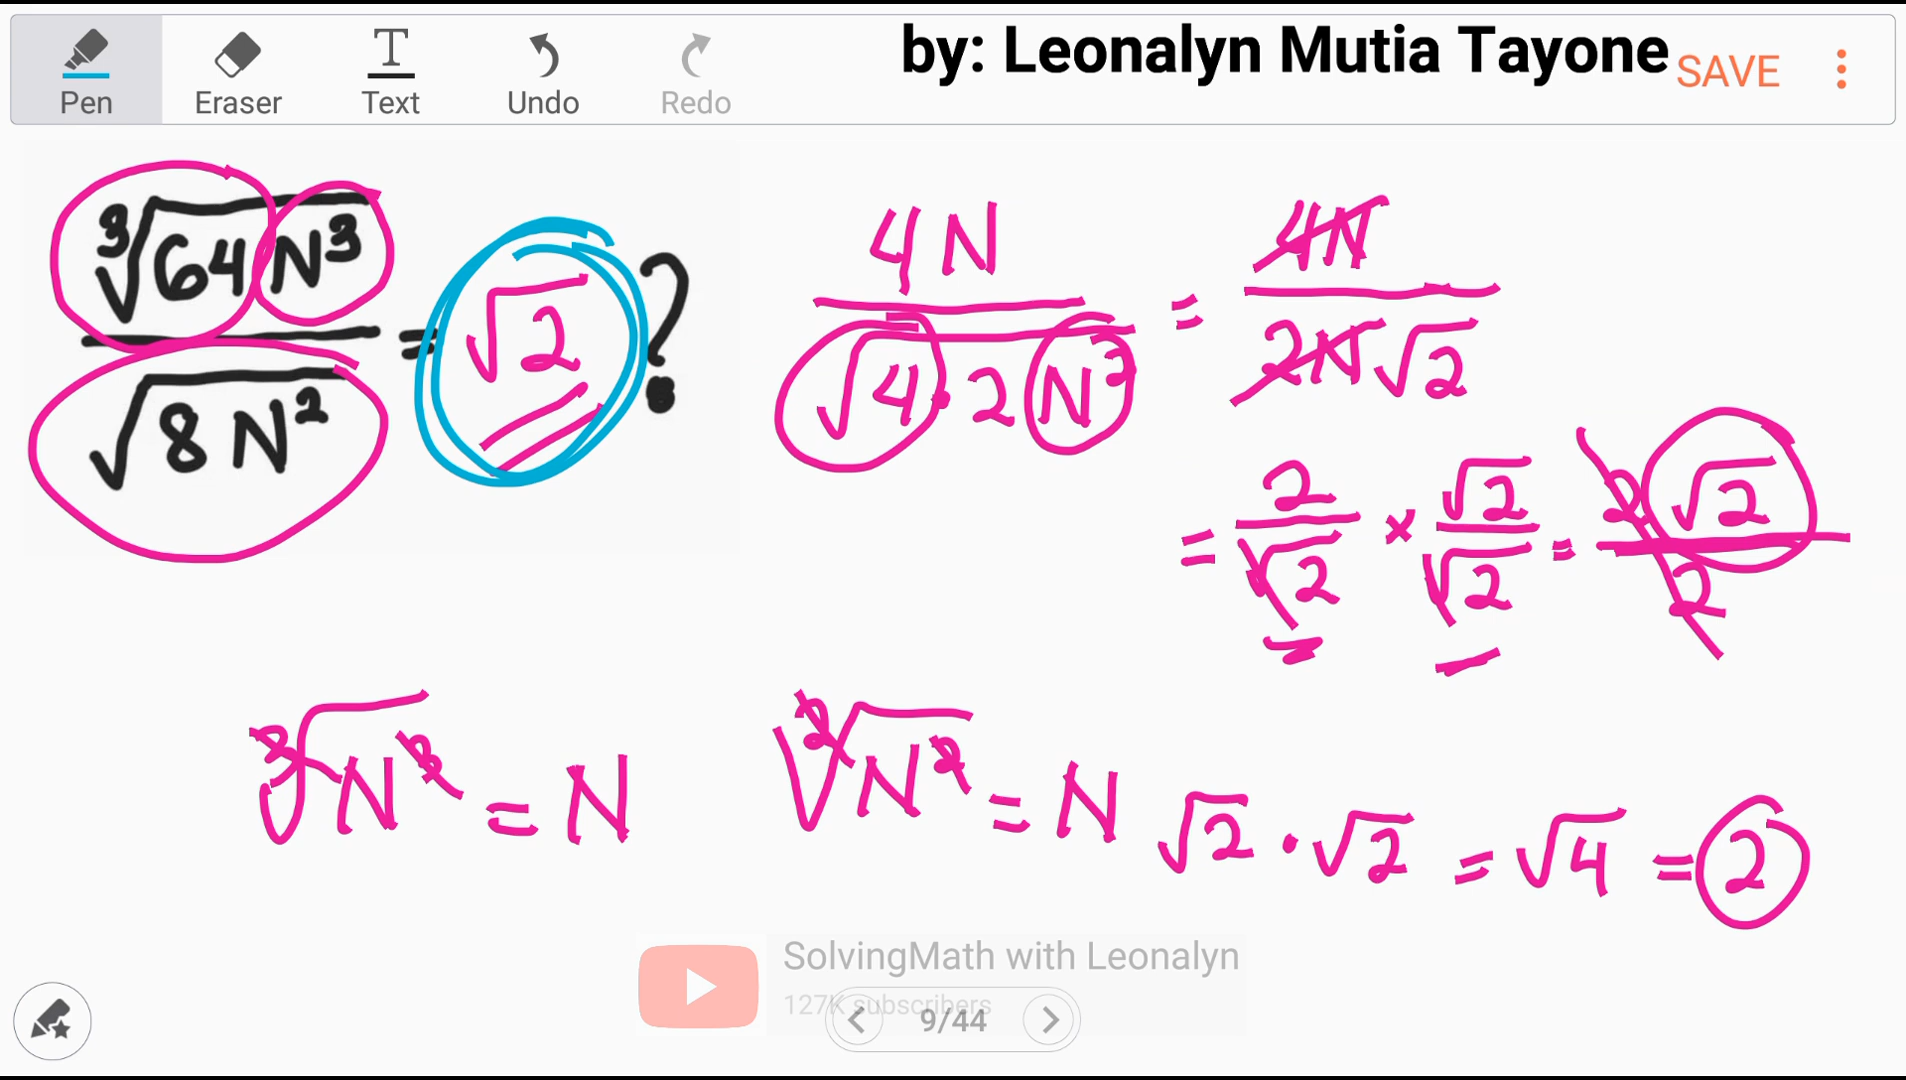 by: Leonalyn Mutia Tayone
SAVE
Pen
Eraser
Text
Undo
Redo
∛(64N³) / √(8N²) = √2 ?
4N / √(4·2N²) = 4N / 2N√2
= 2/√2 × √2/√2 = 2√2 / 2
∛N³ = N
²√N² = N
√2 · √2 = √4 = 2
SolvingMath with Leonalyn
127K subscribers
9/44